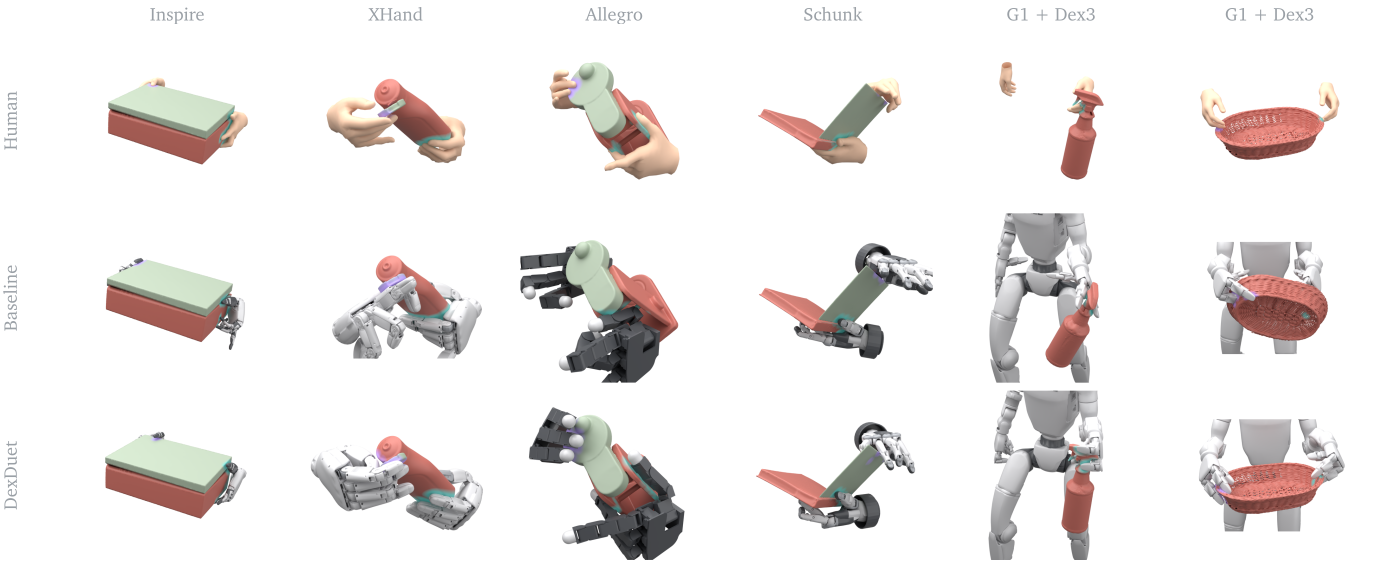 Inspire XHand Allegro Schunk G1 + Dex3 G1 + Dex3
Human
Baseline
DexDuet